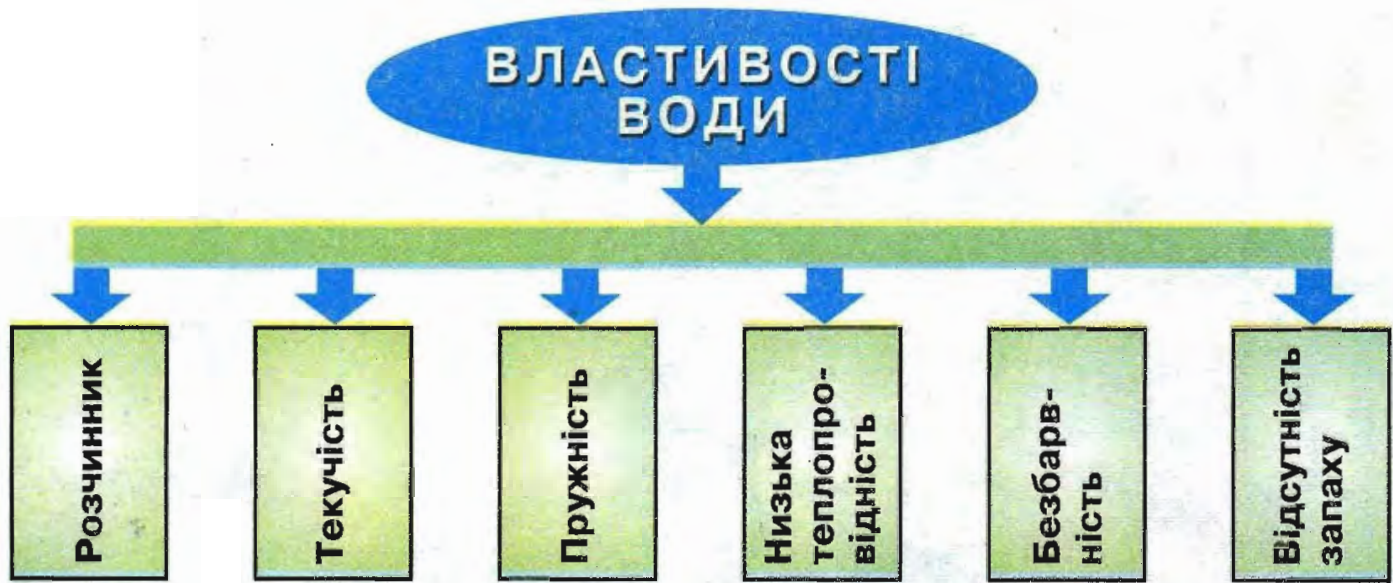 ВЛАСТИВОСТІ
ВОДИ
Розчинник
Текучість
Пружність
Низька
теплопро-
відність
Безбарв-
ність
Відсутність
запаху